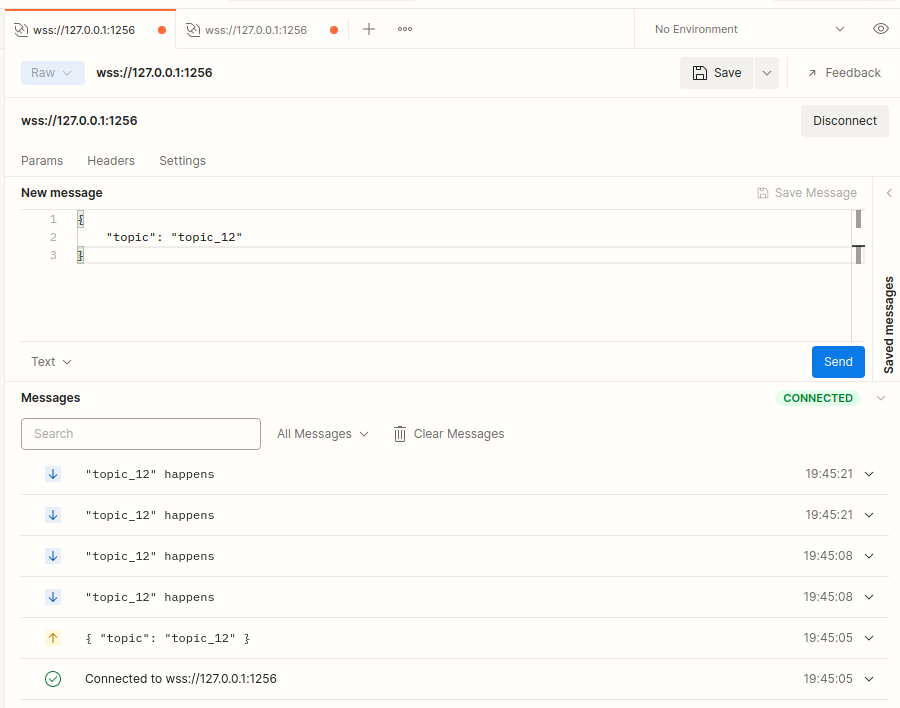 wss://127.0.0.1:1256 wss://127.0.0.1:1256 No Environment
Raw wss://127.0.0.1:1256 Save Feedback
wss://127.0.0.1:1256 Disconnect
Params Headers Settings
New message Save Message
1 {
2 "topic": "topic_12"
3 }
Saved messages
Text Send
Messages CONNECTED
Search All Messages Clear Messages
"topic_12" happens 19:45:21
"topic_12" happens 19:45:21
"topic_12" happens 19:45:08
"topic_12" happens 19:45:08
{ "topic": "topic_12" } 19:45:05
Connected to wss://127.0.0.1:1256 19:45:05